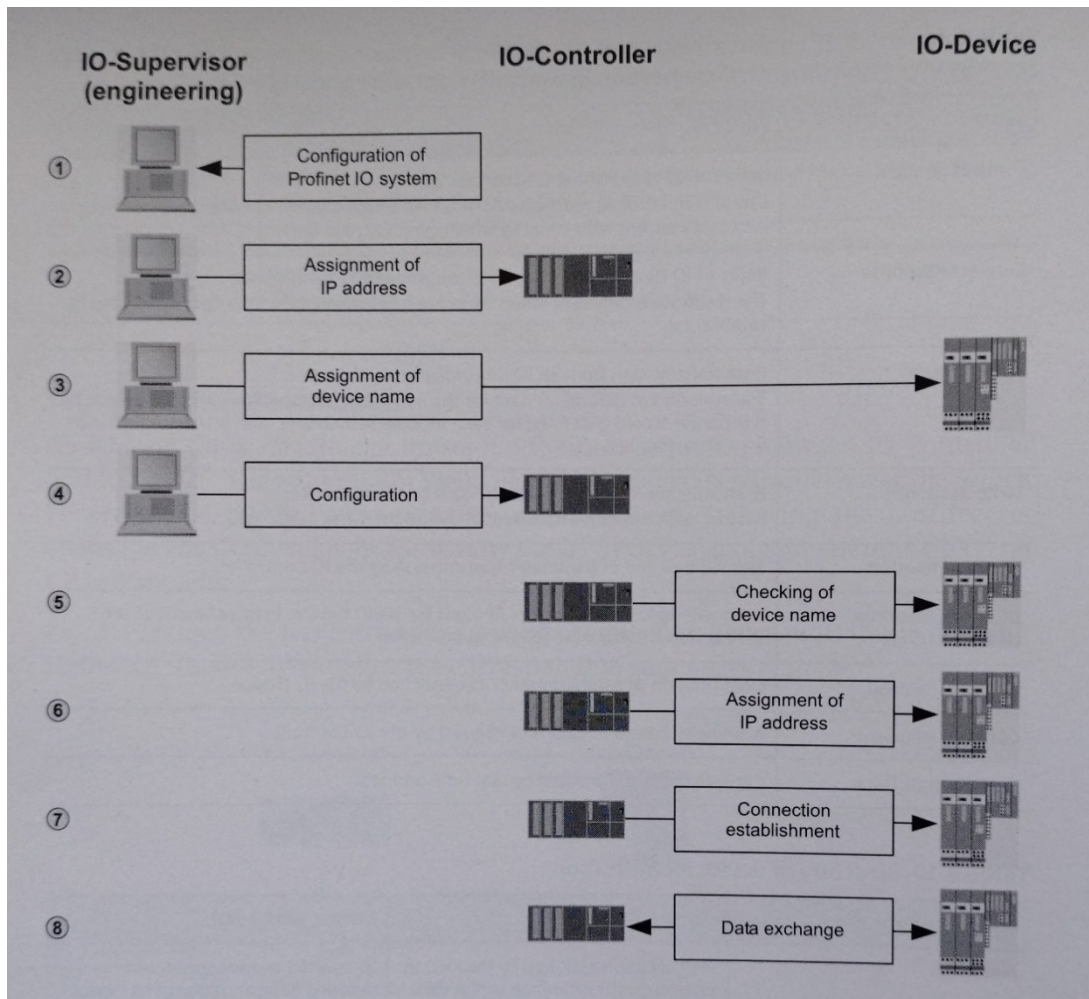 IO-Supervisor
(engineering)
IO-Controller
IO-Device
①
Configuration of
Profinet IO system
②
Assignment of
IP address
③
Assignment of
device name
④
Configuration
⑤
Checking of
device name
⑥
Assignment of
IP address
⑦
Connection
establishment
⑧
Data exchange